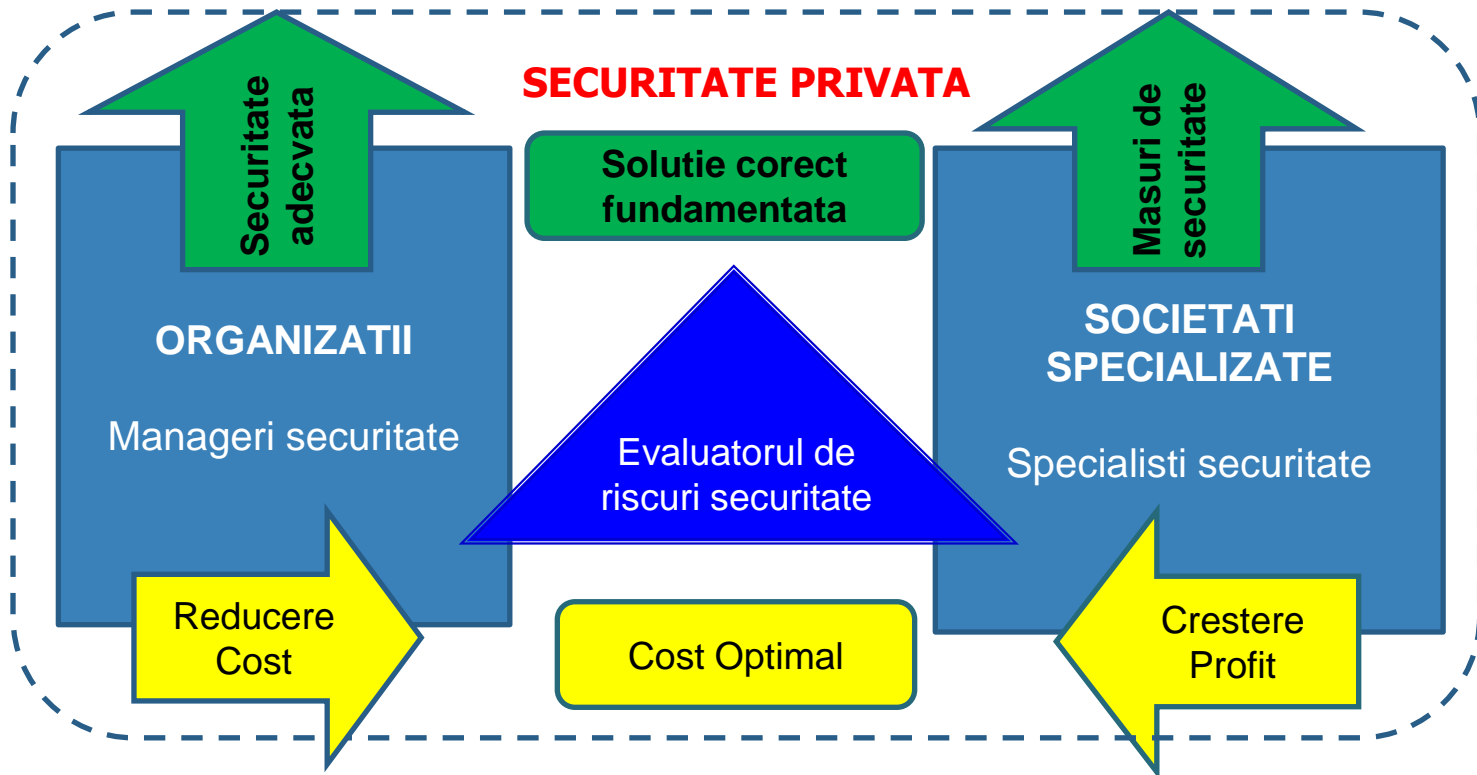 SECURITATE PRIVATA
Securitate
adecvata
Solutie corect
fundamentata
Masuri de
securitate
ORGANIZATII
Manageri securitate
SOCIETATI
SPECIALIZATE
Specialisti securitate
Evaluatorul de
riscuri securitate
Reducere
Cost
Cost Optimal
Crestere
Profit